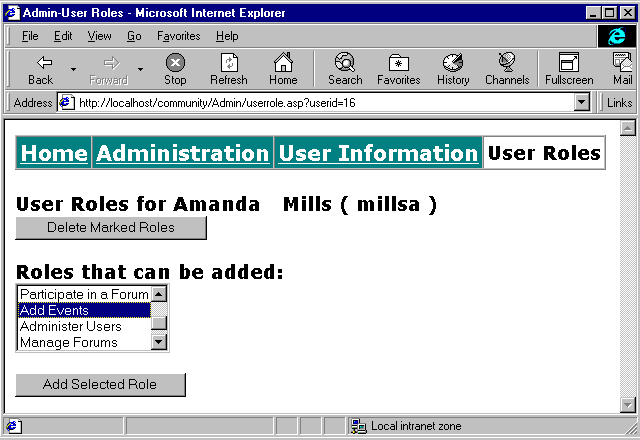 Admin-User Roles - Microsoft Internet Explorer
File Edit View Go Favorites Help
Back Forward Stop Refresh Home Search Favorites History Channels Fullscreen Mail
Address http://localhost/community/Admin/userrole.asp?userid=16 Links
Home Administration User Information User Roles
User Roles for Amanda Mills ( millsa )
Delete Marked Roles
Roles that can be added:
Participate in a Forum
Add Events
Administer Users
Manage Forums
Add Selected Role
Local intranet zone